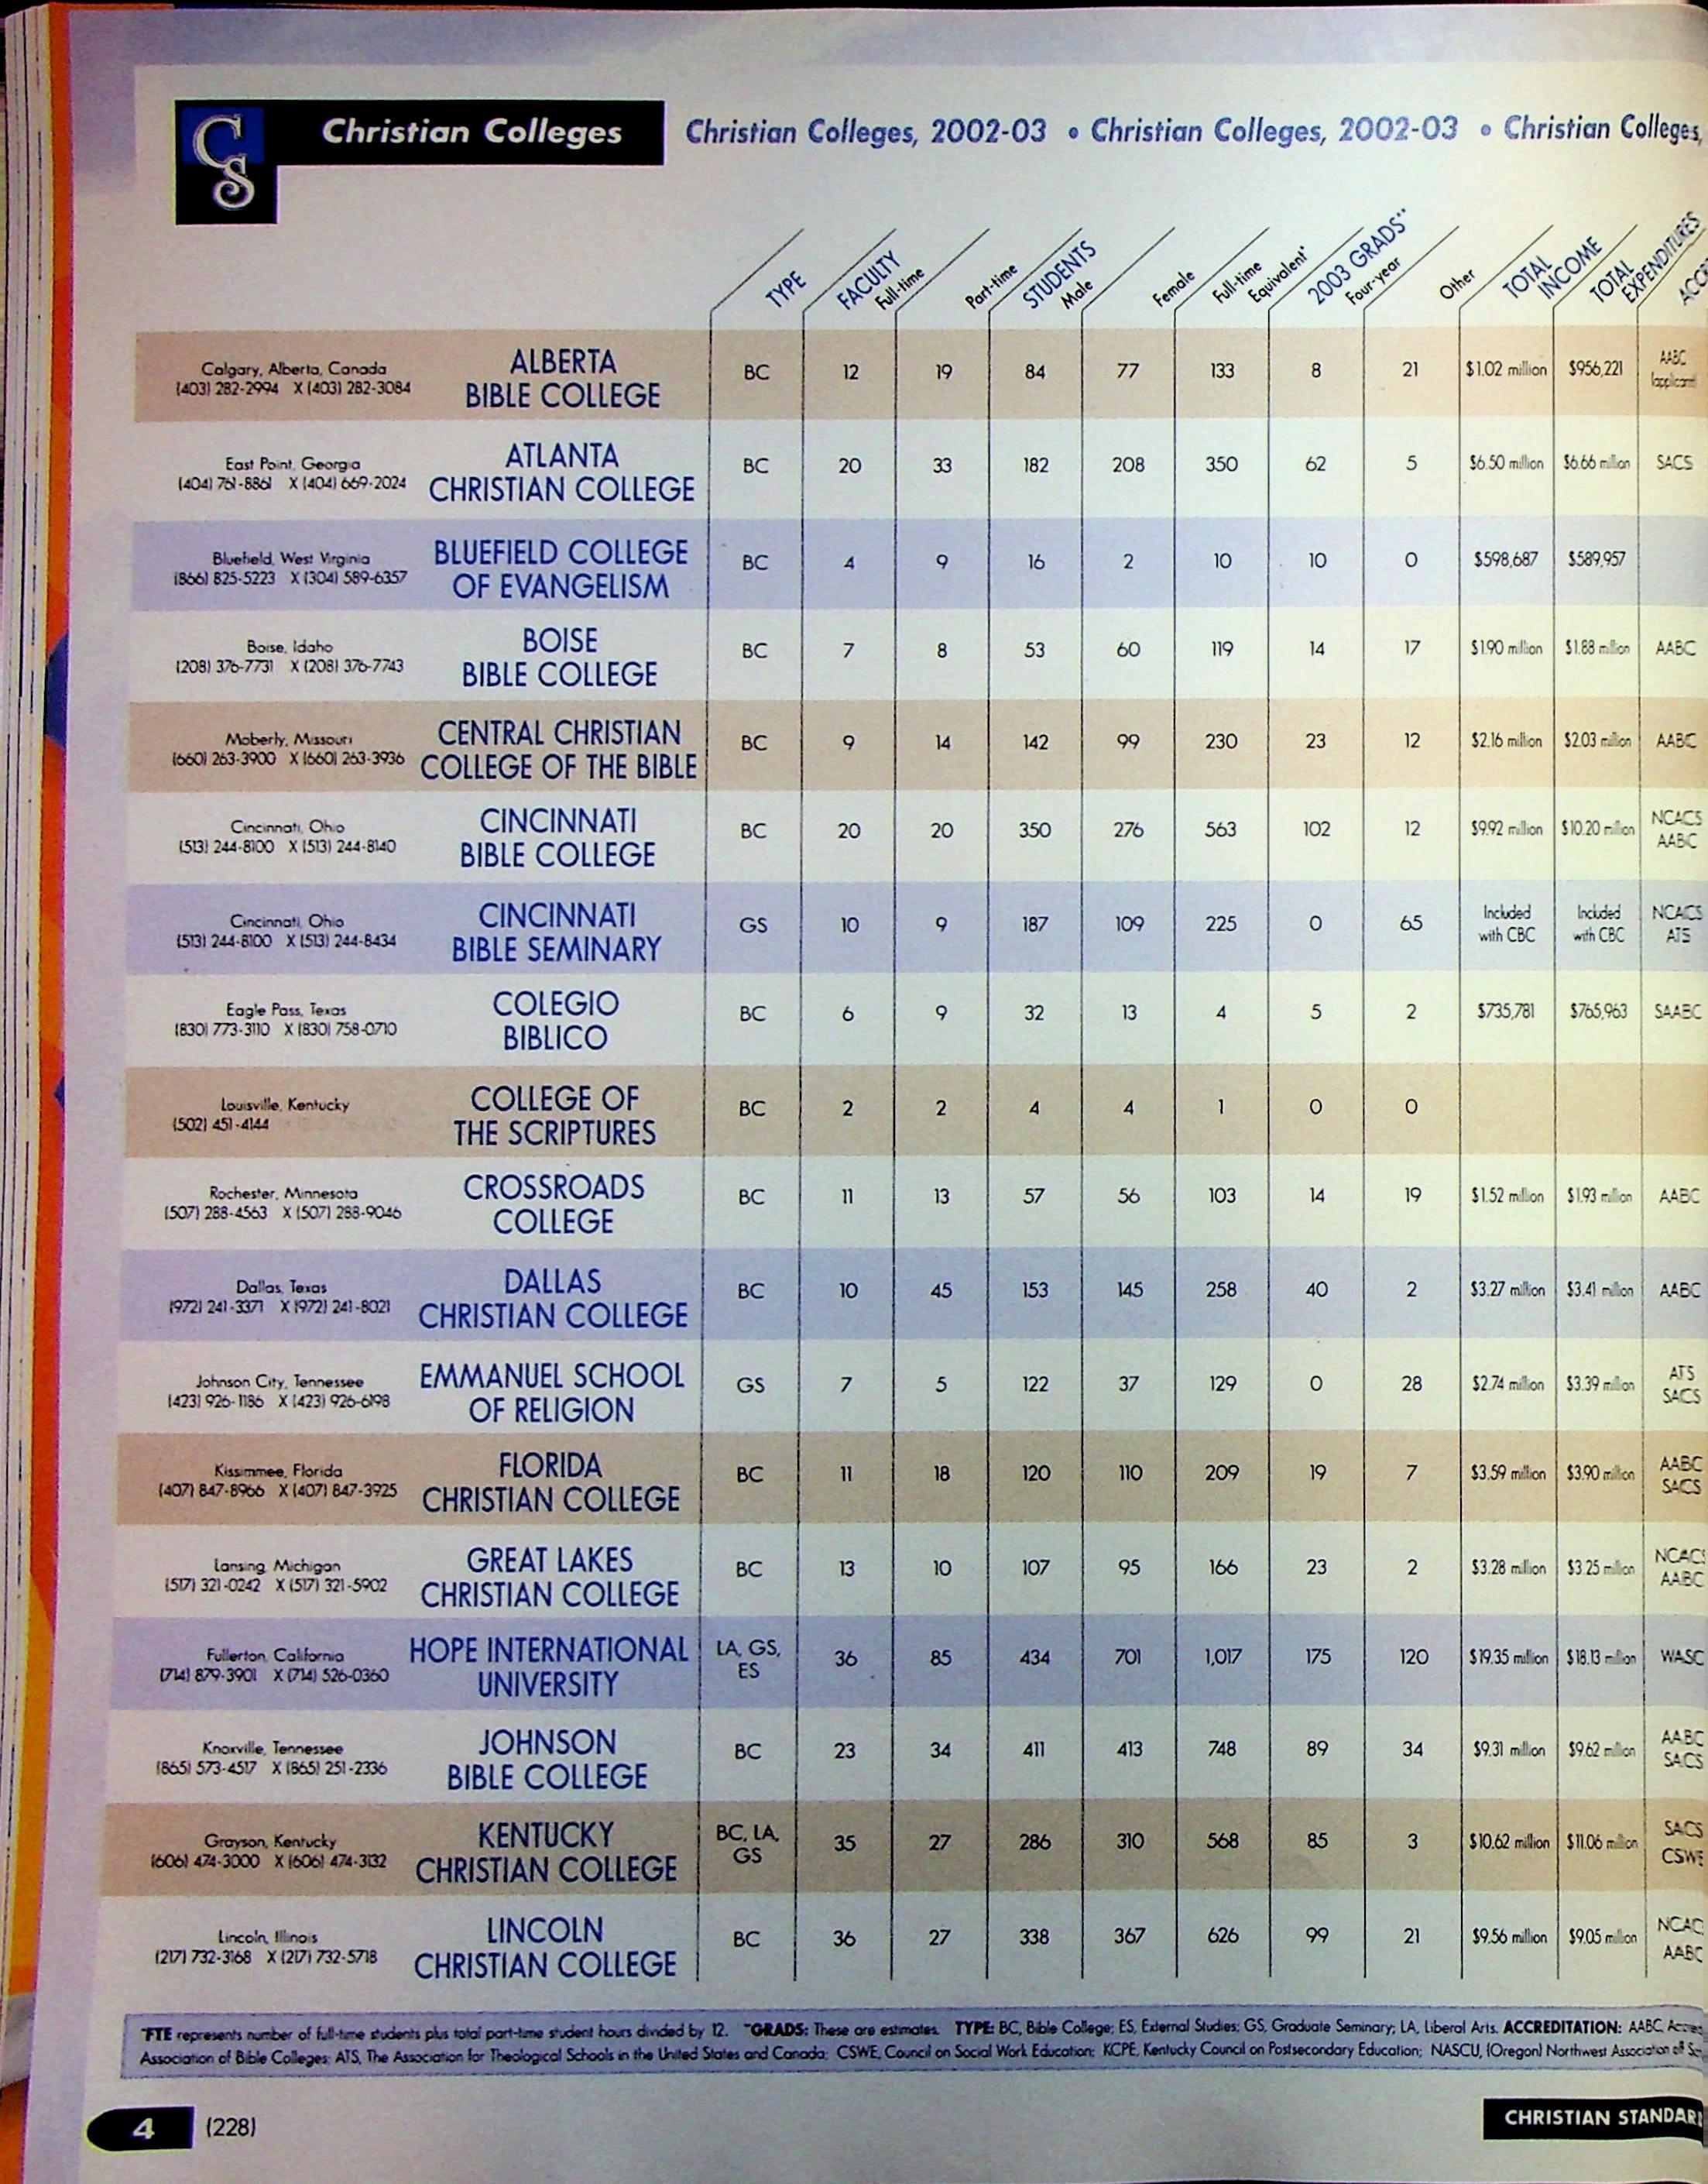 CS
Christian Colleges
Christian Colleges, 2002-03 • Christian Colleges, 2002-03 • Christian Colleges,
TYPE
FACULTY
Full-time
Part-time
STUDENTS
Male
Female
Full-time
Equivalent*
2003 GRADS**
Four-year
Other
TOTAL
INCOME
TOTAL
EXPENDITURES
Calgary, Alberta, Canada
(403) 282-2994 X (403) 282-3084
ALBERTA
BIBLE COLLEGE
BC 12 19 84 77 133 8 21 $1.02 million $956,221
AABC
(applicant)
East Point, Georgia
(404) 761-8861 X (404) 669-2024
ATLANTA
CHRISTIAN COLLEGE
BC 20 33 182 208 350 62 5 $6.50 million $6.66 million SACS
Bluefield, West Virginia
(866) 825-5223 X (304) 589-6357
BLUEFIELD COLLEGE
OF EVANGELISM
BC 4 9 16 2 10 10 0 $598,687 $589,957
Boise, Idaho
(208) 376-7731 X (208) 376-7743
BOISE
BIBLE COLLEGE
BC 7 8 53 60 119 14 17 $1.90 million $1.88 million AABC
Moberly, Missouri
(660) 263-3900 X (660) 263-3936
CENTRAL CHRISTIAN
COLLEGE OF THE BIBLE
BC 9 14 142 99 230 23 12 $2.16 million $2.03 million AABC
Cincinnati, Ohio
(513) 244-8100 X (513) 244-8140
CINCINNATI
BIBLE COLLEGE
BC 20 20 350 276 563 102 12 $9.92 million $10.20 million
NCACS
AABC
Cincinnati, Ohio
(513) 244-8100 X (513) 244-8434
CINCINNATI
BIBLE SEMINARY
GS 10 9 187 109 225 0 65
Included
with CBC
Included
with CBC
NCACS
ATS
Eagle Pass, Texas
(830) 773-3110 X (830) 758-0710
COLEGIO
BIBLICO
BC 6 9 32 13 4 5 2 $735,781 $765,963 SAABC
Louisville, Kentucky
(502) 451-4144
COLLEGE OF
THE SCRIPTURES
BC 2 2 4 4 1 0 0
Rochester, Minnesota
(507) 288-4563 X (507) 288-9046
CROSSROADS
COLLEGE
BC 11 13 57 56 103 14 19 $1.52 million $1.93 million AABC
Dallas, Texas
(972) 241-3371 X (972) 241-8021
DALLAS
CHRISTIAN COLLEGE
BC 10 45 153 145 258 40 2 $3.27 million $3.41 million AABC
Johnson City, Tennessee
(423) 926-1186 X (423) 926-6198
EMMANUEL SCHOOL
OF RELIGION
GS 7 5 122 37 129 0 28 $2.74 million $3.39 million
ATS
SACS
Kissimmee, Florida
(407) 847-8966 X (407) 847-3925
FLORIDA
CHRISTIAN COLLEGE
BC 11 18 120 110 209 19 7 $3.59 million $3.90 million
AABC
SACS
Lansing, Michigan
(517) 321-0242 X (517) 321-5902
GREAT LAKES
CHRISTIAN COLLEGE
BC 13 10 107 95 166 23 2 $3.28 million $3.25 million
NCACS
AABC
Fullerton, California
(714) 879-3901 X (714) 526-0360
HOPE INTERNATIONAL
UNIVERSITY
LA, GS,
ES
36 85 434 701 1,017 175 120 $19.35 million $18.13 million WASC
Knoxville, Tennessee
(865) 573-4517 X (865) 251-2336
JOHNSON
BIBLE COLLEGE
BC 23 34 411 413 748 89 34 $9.31 million $9.62 million
AABC
SACS
Grayson, Kentucky
(606) 474-3000 X (606) 474-3132
KENTUCKY
CHRISTIAN COLLEGE
BC, LA,
GS
35 27 286 310 568 85 3 $10.62 million $11.06 million
SACS
CSWE
Lincoln, Illinois
(217) 732-3168 X (217) 732-5718
LINCOLN
CHRISTIAN COLLEGE
BC 36 27 338 367 626 99 21 $9.56 million $9.05 million
NCAC
AABC
*FTE represents number of full-time students plus total part-time student hours divided by 12. **GRADS: These are estimates. TYPE: BC, Bible College; ES, External Studies; GS, Graduate Seminary; LA, Liberal Arts. ACCREDITATION: AABC,
Association of Bible Colleges; ATS, The Association for Theological Schools in the United States and Canada; CSWE, Council on Social Work Education; KCPE, Kentucky Council on Postsecondary Education; NASCU, (Oregon) Northwest Association of
4 (228)
CHRISTIAN STANDARD